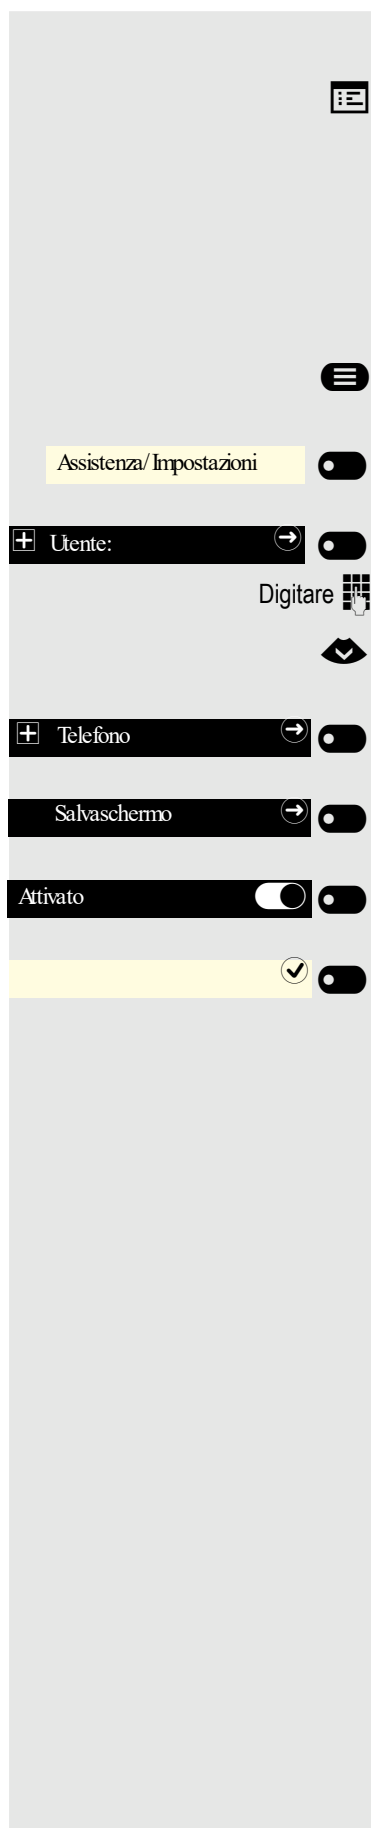 Assistenza/Impostazioni
Utente:
Digitare
Telefono
Salvaschermo
Attivato